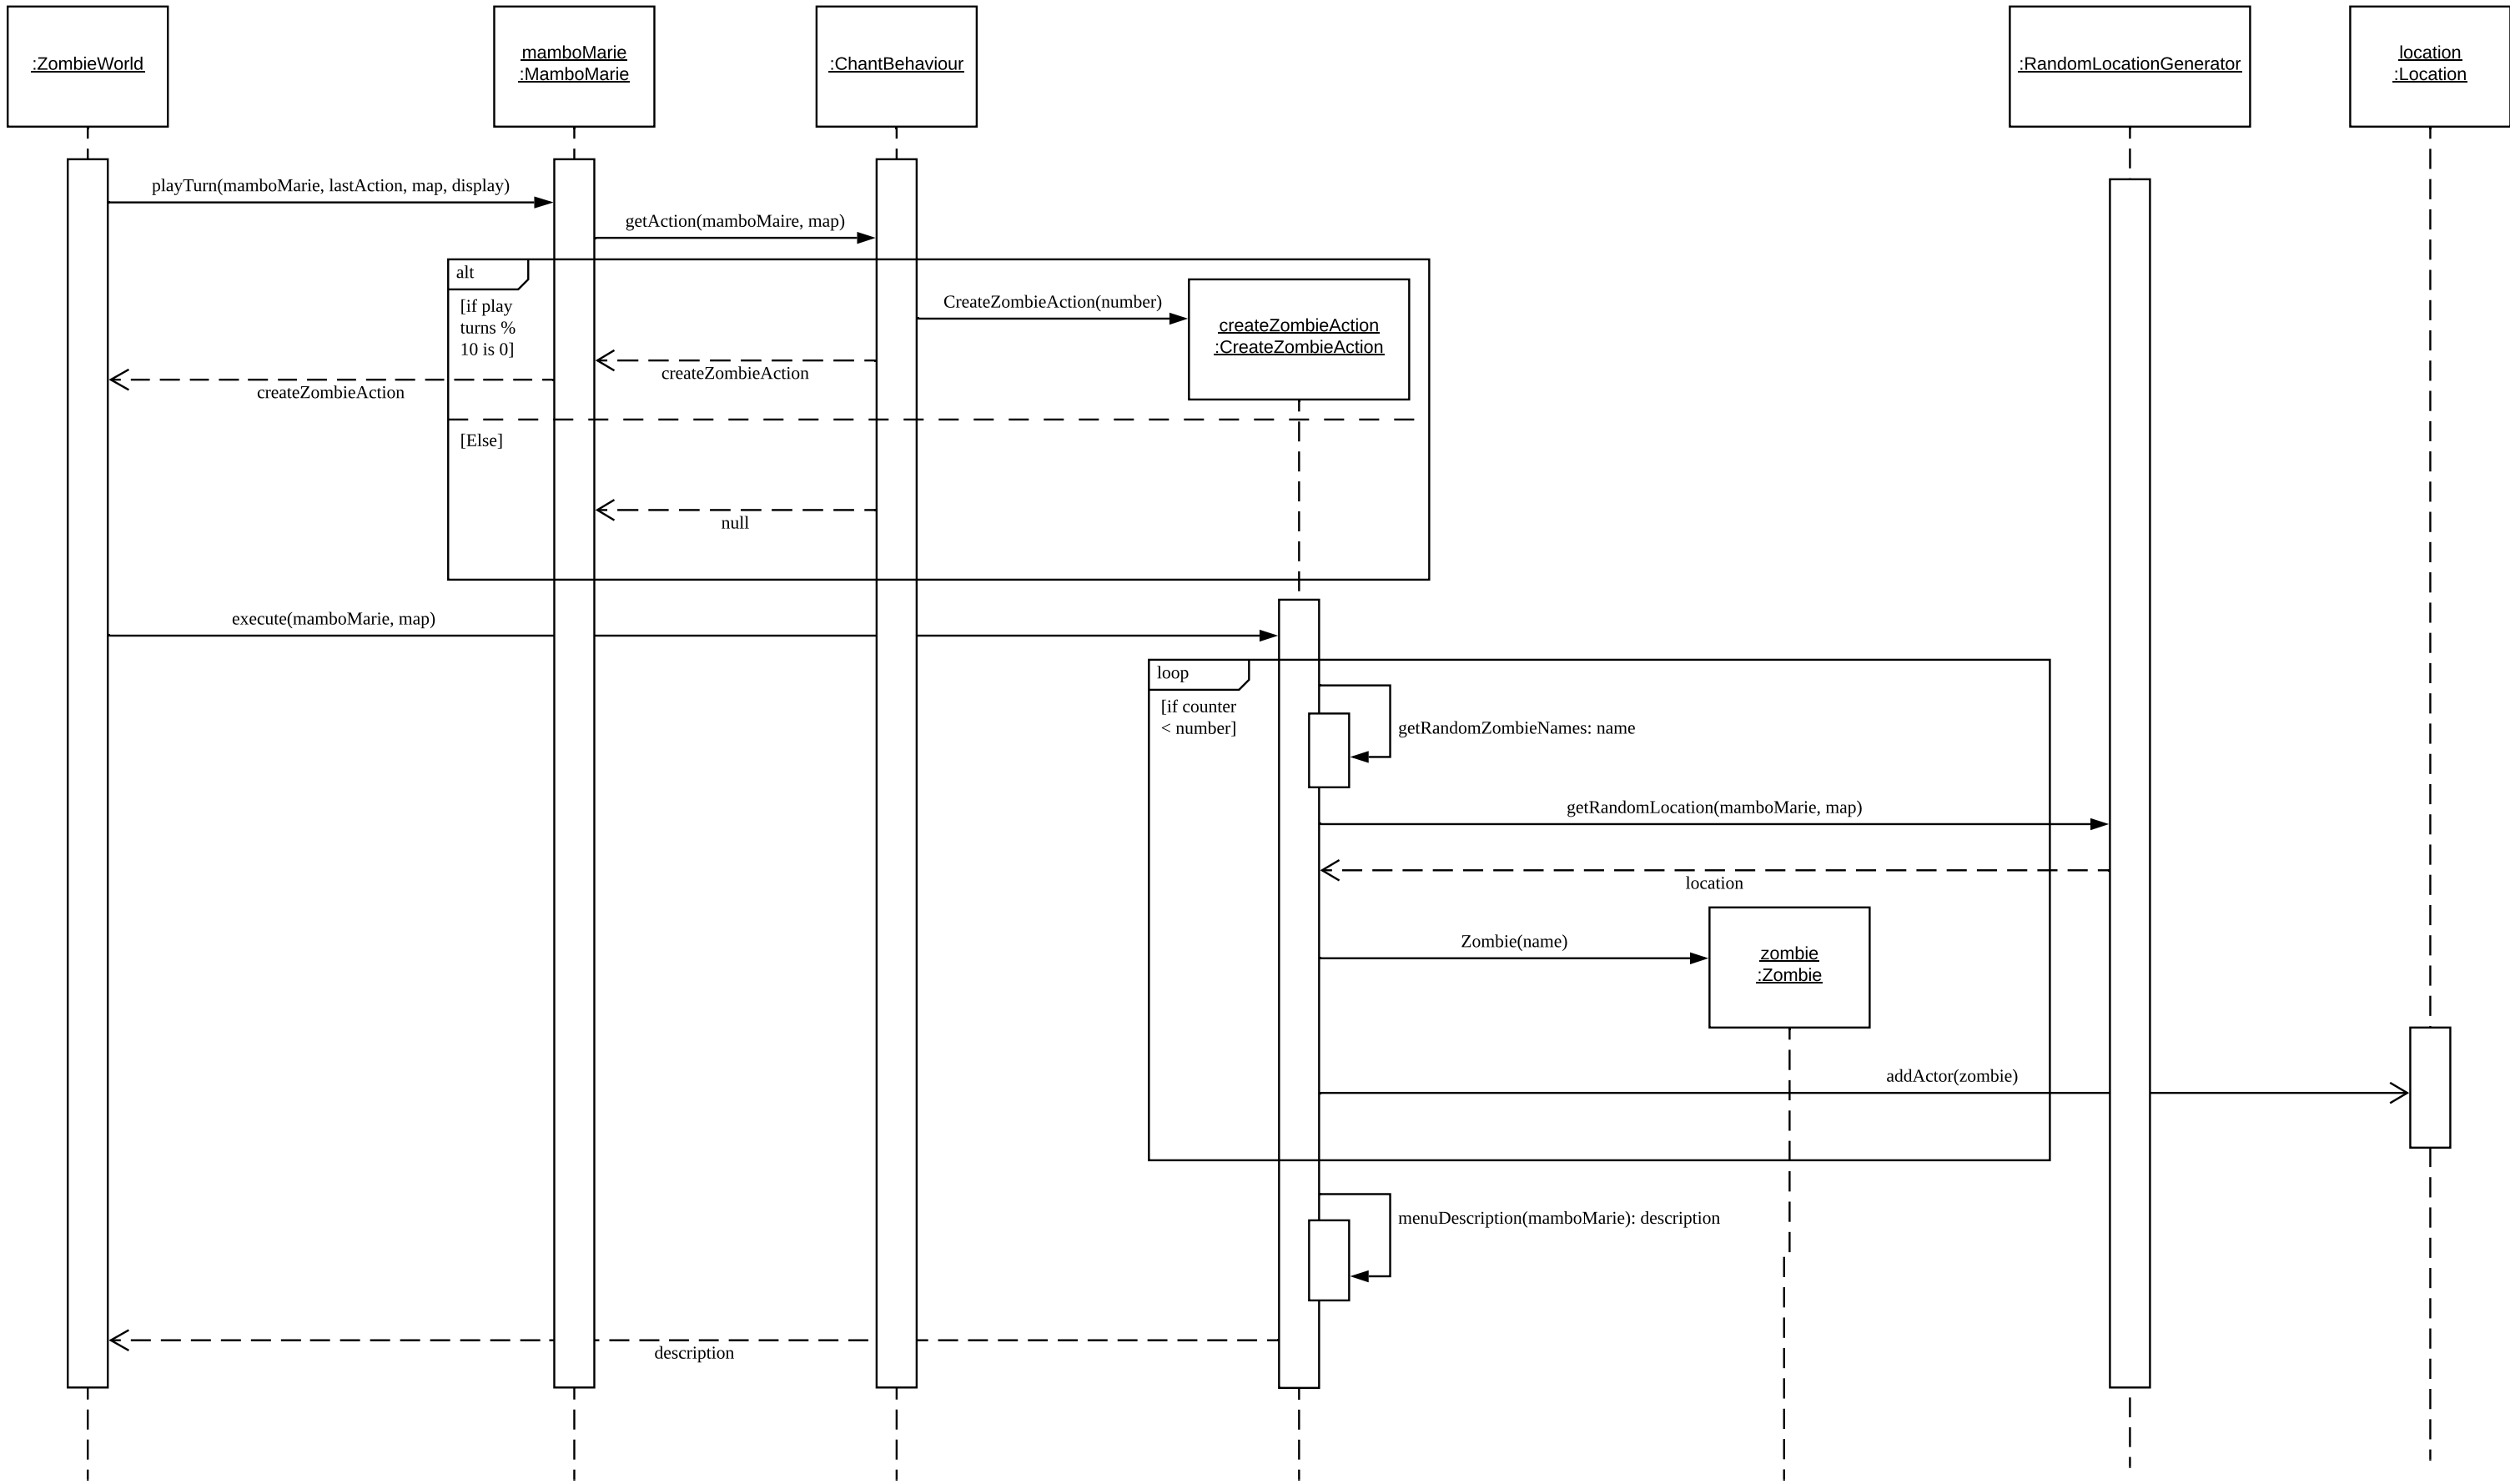 :ZombieWorld
mamboMarie
:MamboMarie
:ChantBehaviour
:RandomLocationGenerator
location
:Location
playTurn(mamboMarie, lastAction, map, display)
getAction(mamboMaire, map)
alt
[if play
turns %
10 is 0]
CreateZombieAction(number)
createZombieAction
:CreateZombieAction
createZombieAction
createZombieAction
[Else]
null
execute(mamboMarie, map)
loop
[if counter
< number]
getRandomZombieNames: name
getRandomLocation(mamboMarie, map)
location
Zombie(name)
zombie
:Zombie
addActor(zombie)
menuDescription(mamboMarie): description
description